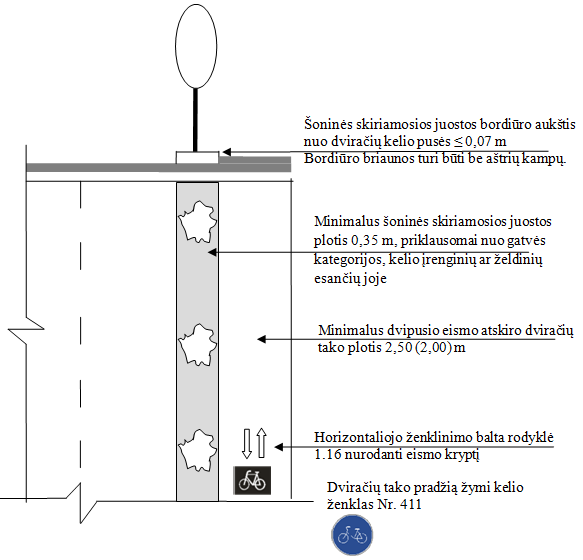 Šoninės skiriamosios juostos bordiūro aukštis
nuo dviračių kelio pusės ≤ 0,07 m
Bordiūro briaunos turi būti be aštrių kampų.
Minimalus šoninės skiriamosios juostos
plotis 0,35 m, priklausomai nuo gatvės
kategorijos, kelio įrenginių ar želdinių
esančių joje
Minimalus dvipusio eismo atskiro dviračių
tako plotis 2,50 (2,00) m
Horizontaliojo ženklinimo balta rodyklė
1.16 nurodanti eismo kryptį
Dviračių tako pradžią žymi kelio
ženklas Nr. 411